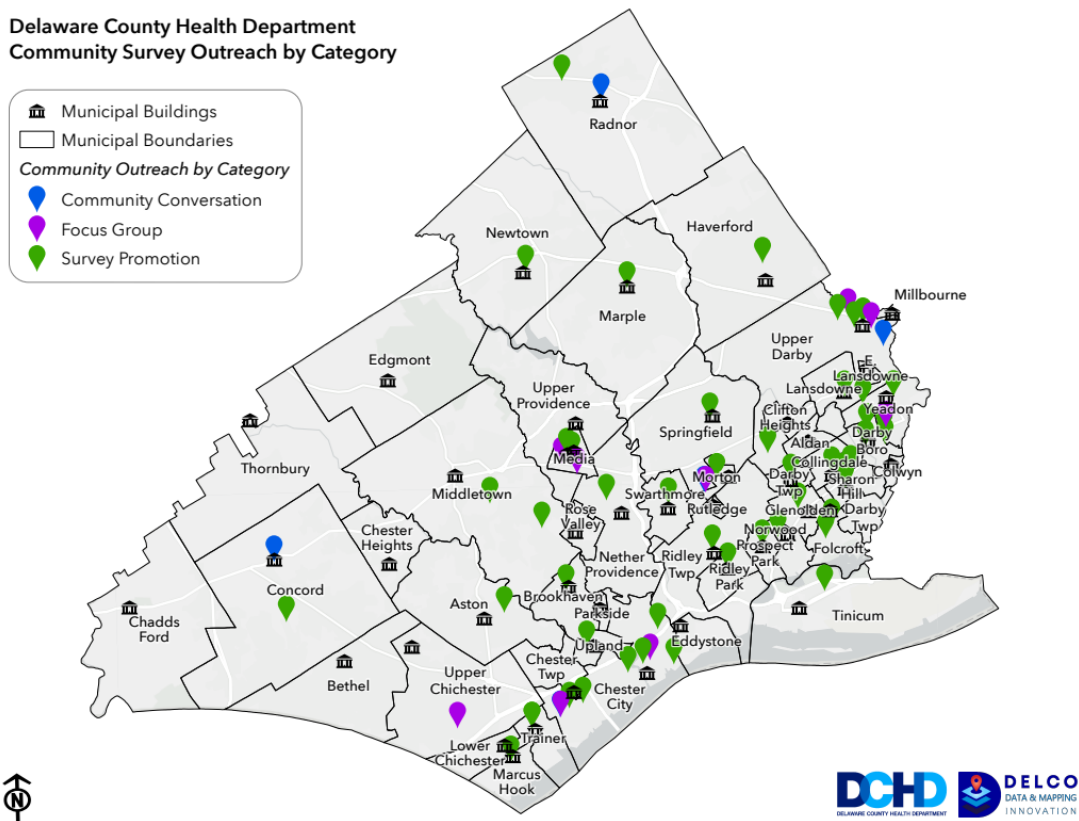 Delaware County Health Department
Community Survey Outreach by Category
Municipal Buildings
Municipal Boundaries
Community Outreach by Category
Community Conversation
Focus Group
Survey Promotion
Radnor
Newtown
Haverford
Marple
Millbourne
Upper
Darby
Edgmont
E.
Lansdowne
Lansdowne
Upper
Providence
Clifton
Heights
Yeadon
Springfield
Darby
Boro
Aldan
Media
Collingdale
Colwyn
Thornbury
Morton
Darby
Twp
Sharon
Hill
Middletown
Swarthmore
Rutledge
Glenolden
Darby
Twp
Rose
Valley
Chester
Heights
Norwood
Prospect
Park
Folcroft
Nether
Providence
Ridley
Twp
Ridley
Park
Concord
Brookhaven
Aston
Parkside
Tinicum
Chadds
Ford
Upland
Eddystone
Chester
Twp
Bethel
Upper
Chichester
Chester
City
Trainer
Lower
Chichester
Marcus
Hook
N
DCHD
DELAWARE COUNTY HEALTH DEPARTMENT
DELCO
DATA & MAPPING
INNOVATION